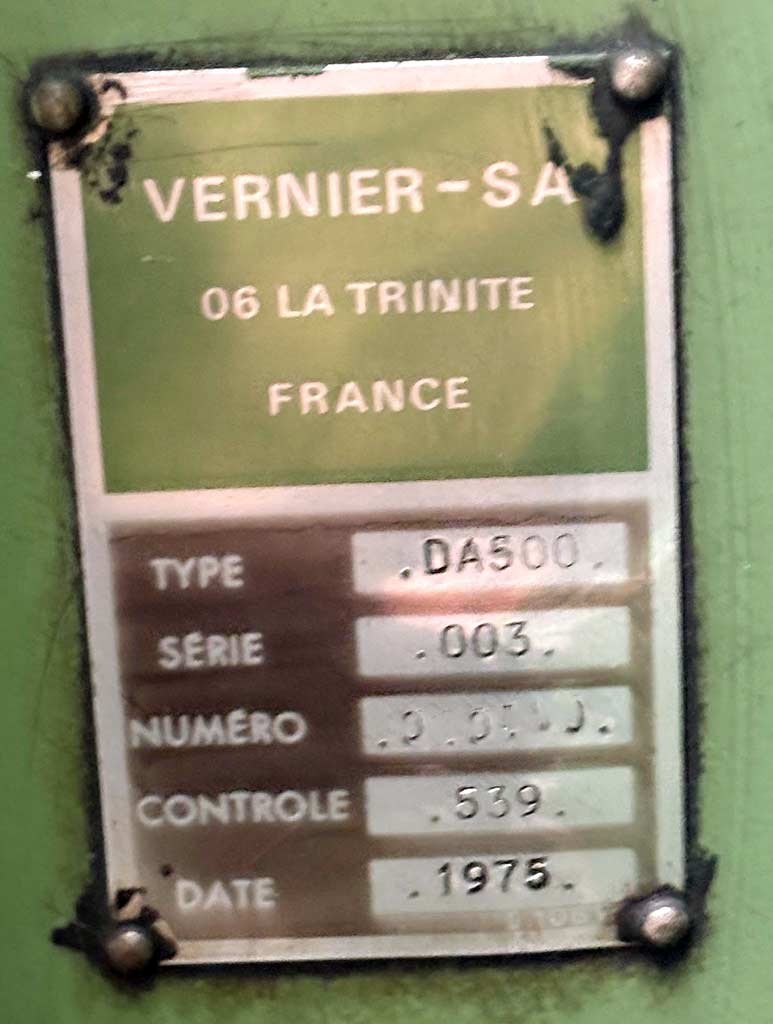 VERNIER-SA
06 LA TRINITE
FRANCE
TYPE .DA500.
SÉRIE .003.
NUMÉRO
CONTROLE .539.
DATE .1975.